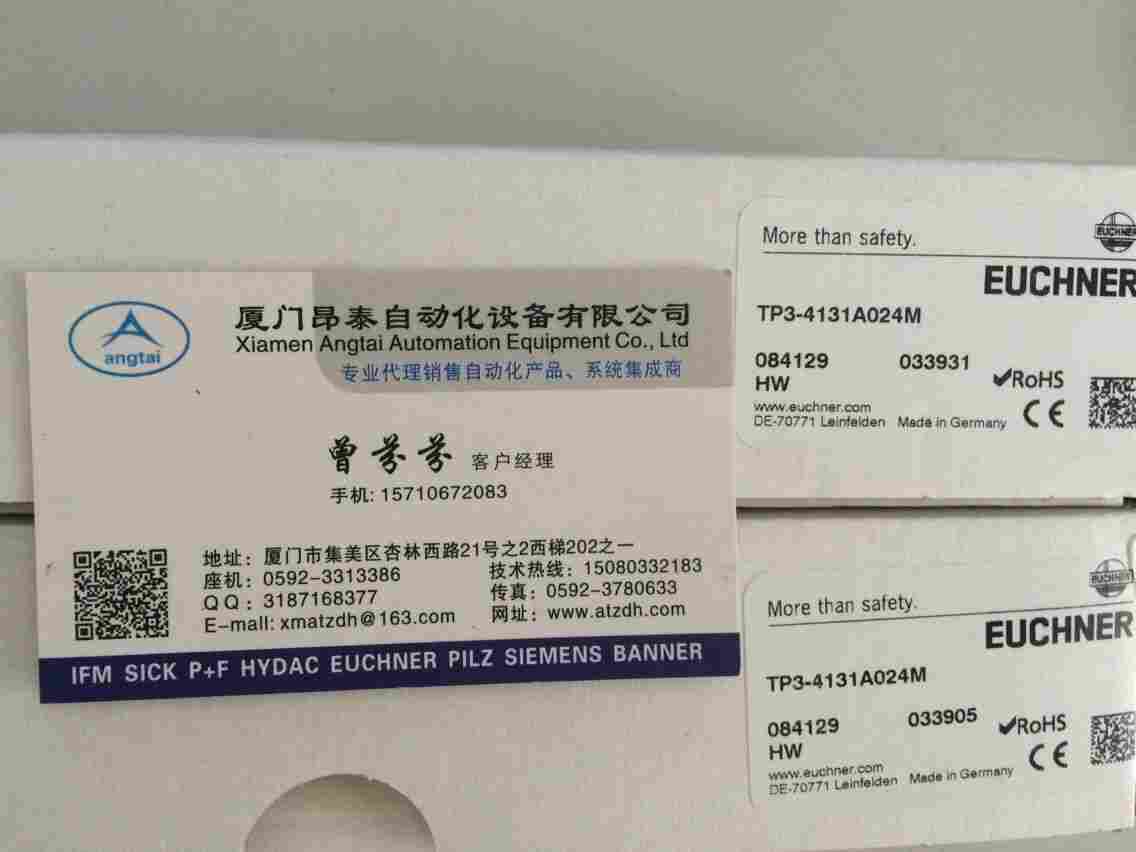 angtai
厦门昂泰自动化设备有限公司
Xiamen Angtai Automation Equipment Co., Ltd
专业代理销售自动化产品、系统集成商
曾芬芬 客户经理
手机: 15710672083
地址: 厦门市集美区杏林西路21号之2西梯202之一
座机: 0592-3313386 技术热线: 15080332183
QQ: 3187168377 传真: 0592-3780633
E-mail: xmatzdh@163.com 网址: www.atzdh.com
IFM SICK P+F HYDAC EUCHNER PILZ SIEMENS BANNER
More than safety.
EUCHNER
EUCHNER
TP3-4131A024M
084129 033931 RoHS
HW
CE
www.euchner.com
DE-70771 Leinfelden Made in Germany
More than safety.
EUCHNER
EUCHNER
TP3-4131A024M
084129 033905 RoHS
HW
CE
www.euchner.com
DE-70771 Leinfelden Made in Germany